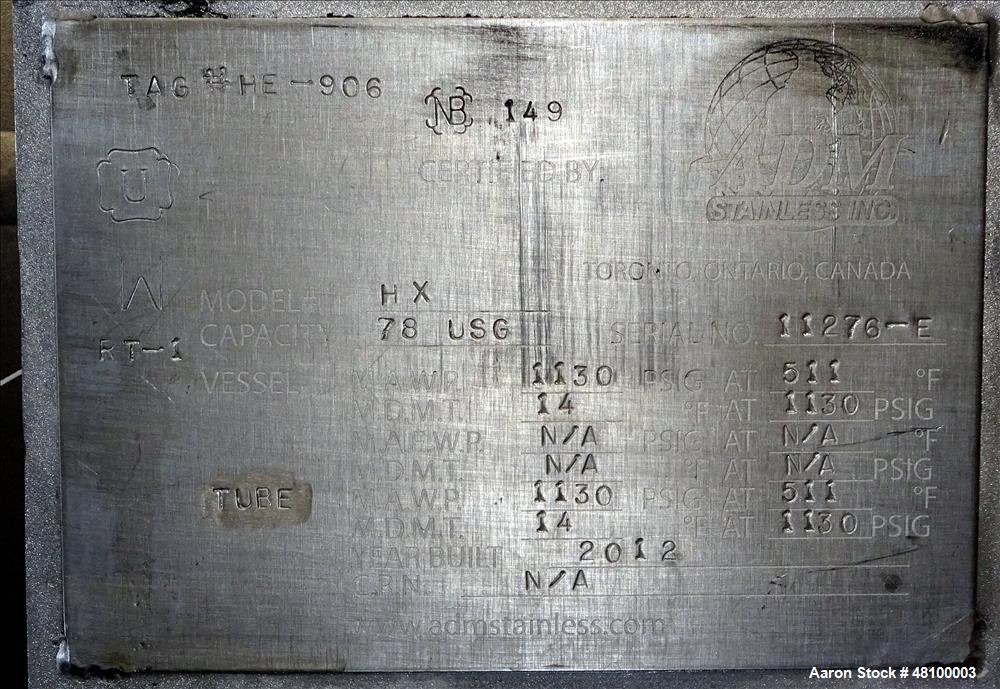 TAG # HE-906
NB 149
U
CERTIFIED BY
ADM
STAINLESS INC.
TORONTO, ONTARIO, CANADA
W
RT-1
MODEL# HX
CAPACITY 78 USG SERIAL NO. 11276-E
VESSEL M.A.W.P. 1130 PSIG AT 511 °F
M.D.M.T. 14 °F AT 1130 PSIG
M.A.E.W.P. N/A PSIG AT N/A °F
M.D.M.T. N/A °F AT N/A PSIG
TUBE M.A.W.P. 1130 PSIG AT 511 °F
M.D.M.T. 14 °F AT 1130 PSIG
YEAR BUILT 2012
C.R.N. N/A
www.admstainless.com
Aaron Stock # 48100003